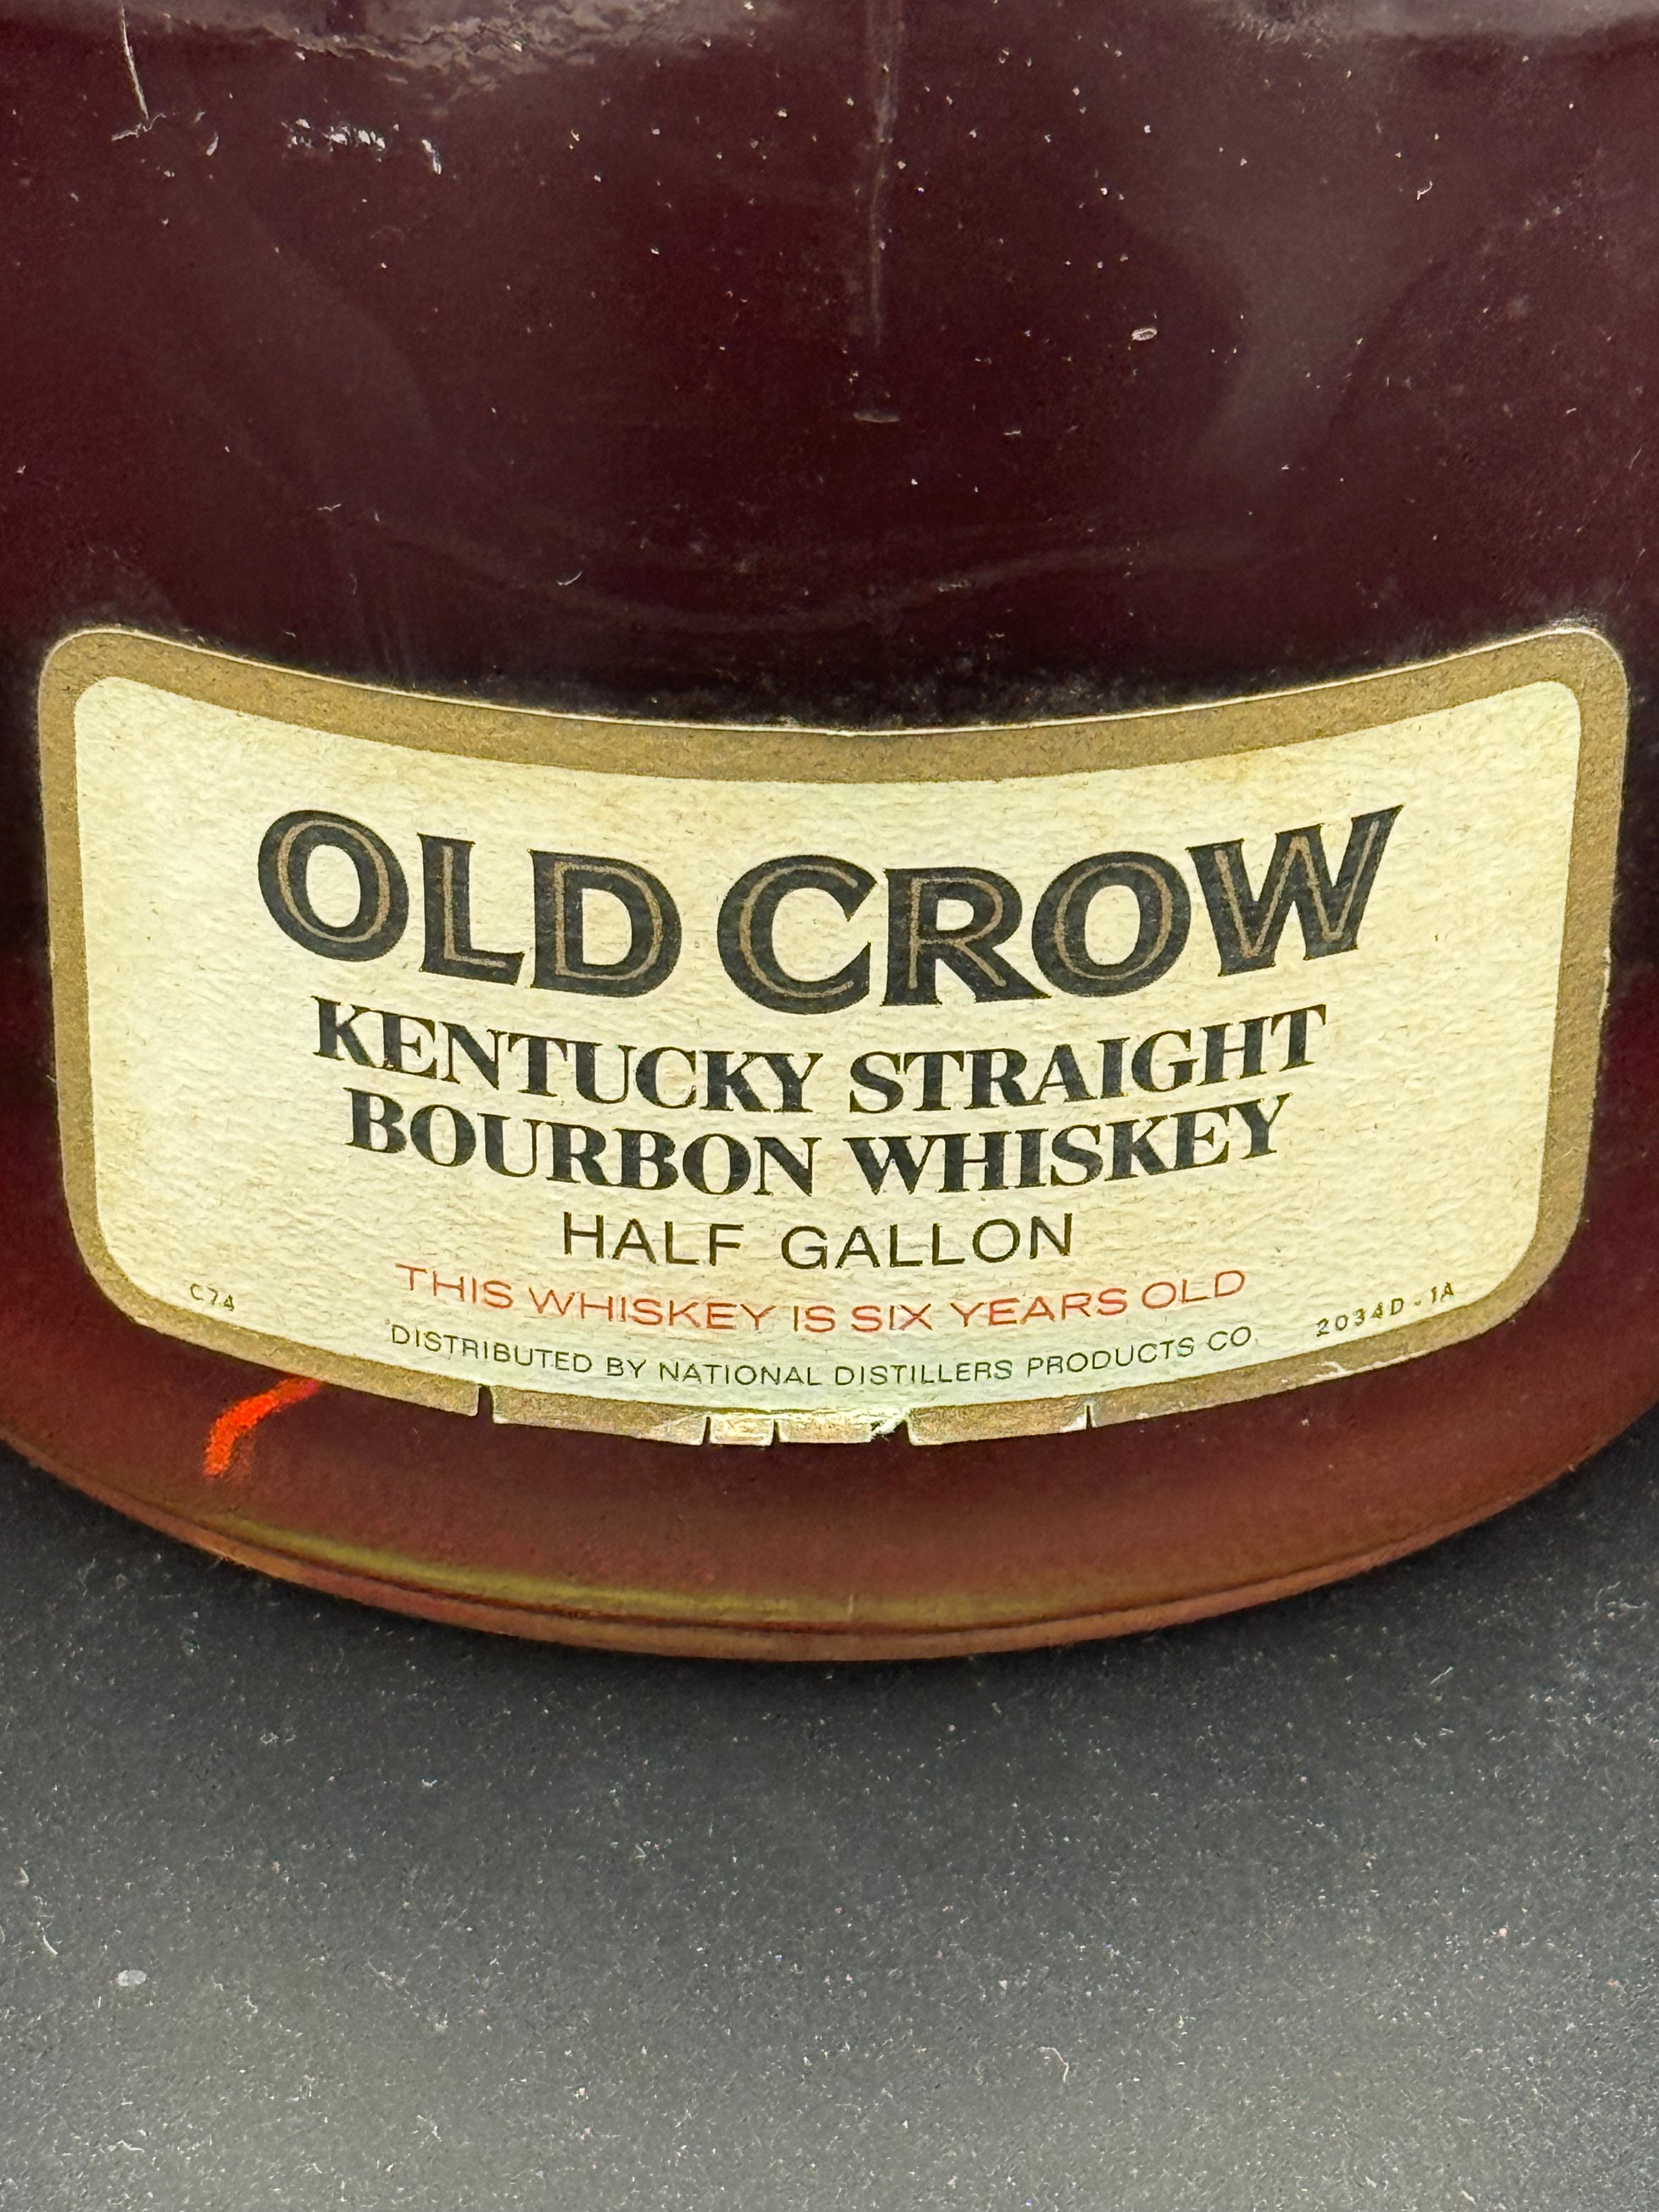 OLD CROW
KENTUCKY STRAIGHT
BOURBON WHISKEY
HALF GALLON
THIS WHISKEY IS SIX YEARS OLD
C74
DISTRIBUTED BY NATIONAL DISTILLERS PRODUCTS CO.
2034D-1A